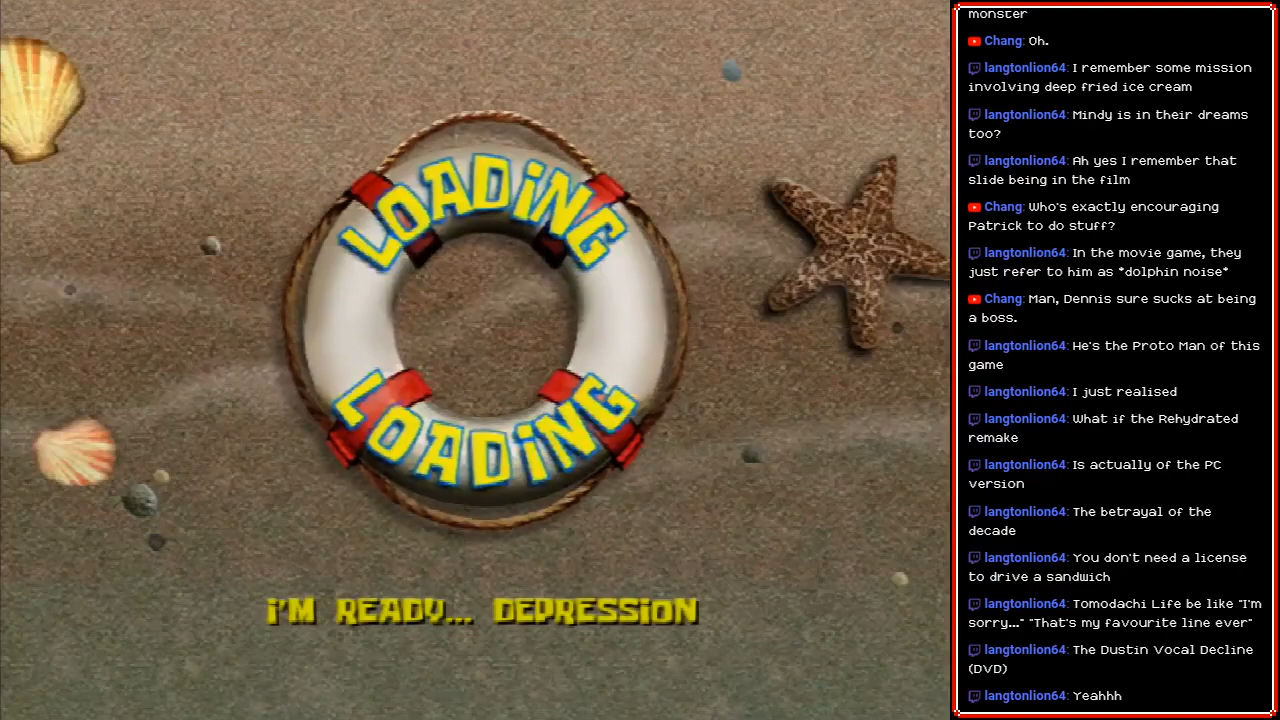 LOADiNG
LOADiNG
i'M READY... DEPRESSiON
monster
Chang: Oh.
langtonlion64: I remember some mission
involving deep fried ice cream
langtonlion64: Mindy is in their dreams
too?
langtonlion64: Ah yes I remember that
slide being in the film
Chang: Who's exactly encouraging
Patrick to do stuff?
langtonlion64: In the movie game, they
just refer to him as *dolphin noise*
Chang: Man, Dennis sure sucks at being
a boss.
langtonlion64: He's the Proto Man of this
game
langtonlion64: I just realised
langtonlion64: What if the Rehydrated
remake
langtonlion64: Is actually of the PC
version
langtonlion64: The betrayal of the
decade
langtonlion64: You don't need a license
to drive a sandwich
langtonlion64: Tomodachi Life be like "I'm
sorry..." "That's my favourite line ever"
langtonlion64: The Dustin Vocal Decline
(DVD)
langtonlion64: Yeahhh